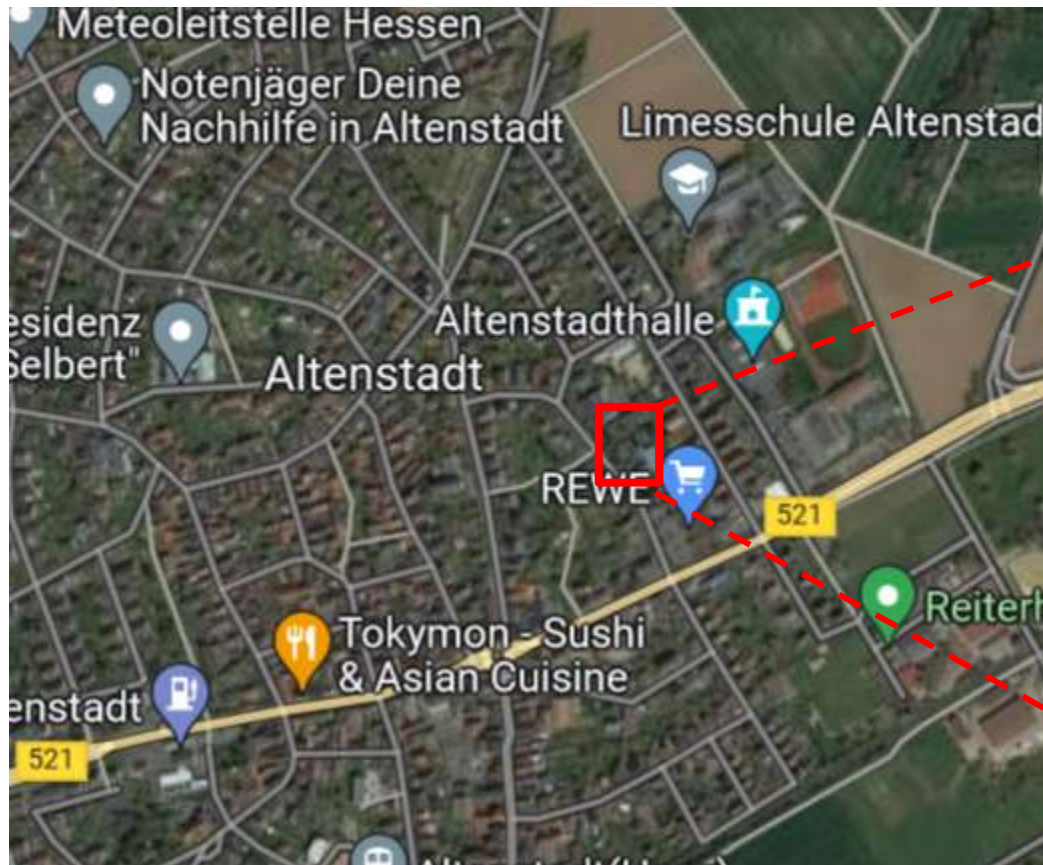 Meteoleitstelle Hessen
Notenjäger Deine
Nachhilfe in Altenstadt
Limesschule Altenstad
esidenz
Selbert"
Altenstadthalle
Altenstadt
REWE
521
Reiterh
Tokymon - Sushi
& Asian Cuisine
enstadt
521